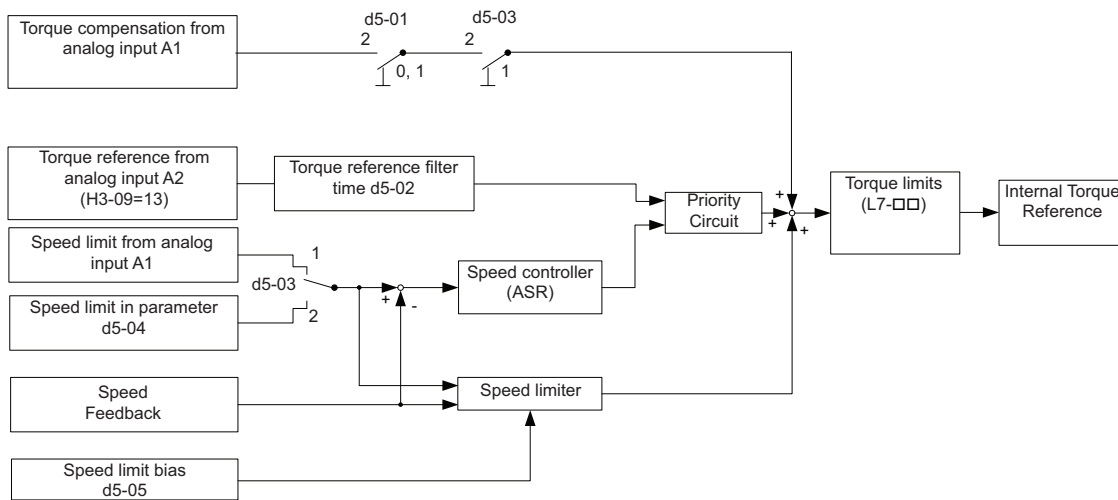 Torque compensation from
analog input A1
d5-01
2
0, 1
d5-03
2
1
Torque reference from
analog input A2
(H3-09=13)
Torque reference filter
time d5-02
Priority
Circuit
+
+
+
Torque limits
(L7-□□)
Internal Torque
Reference
Speed limit from analog
input A1
1
d5-03
2
Speed limit in parameter
d5-04
+
-
Speed controller
(ASR)
Speed
Feedback
Speed limiter
Speed limit bias
d5-05